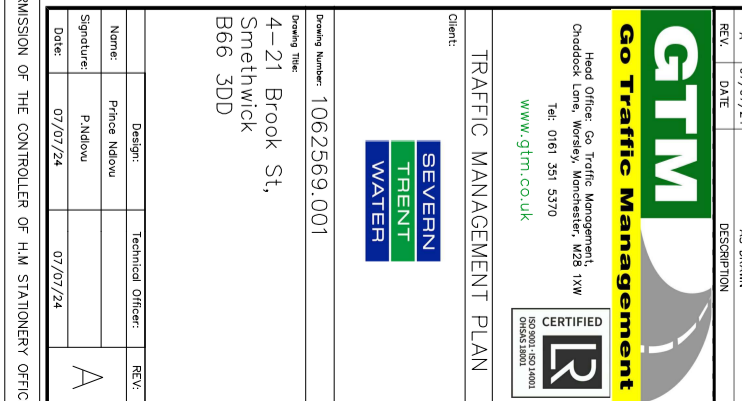 REV. DATE DESCRIPTION
GTM
Go Traffic Management
Head Office: Go Traffic Management,
Chaddock Lane, Worsley, Manchester, M28 1XW
Tel: 0161 351 5370
www.gtm.co.uk
CERTIFIED
LR
ISO 9001 · ISO 14001
OHSAS 18001
TRAFFIC MANAGEMENT PLAN
Client:
SEVERN
TRENT
WATER
Drawing Number: 1062569.001
Drawing Title:
4-21 Brook St,
Smethwick
B66 3DD
Design: Technical Officer: REV:
Name: Prince Ndlovu
Signature: P.Ndlovu A
Date: 07/07/24 07/07/24
OF THE CONTROLLER OF H.M STATIONERY